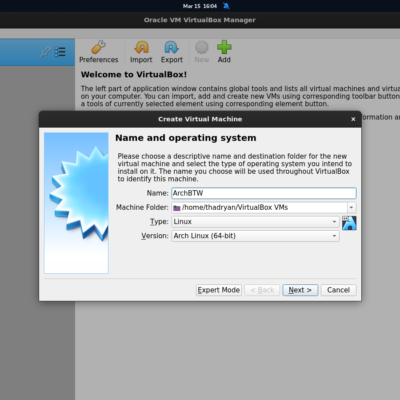 Mar 15 16:04
Oracle VM VirtualBox Manager
Preferences Import Export New Add
Welcome to VirtualBox!
The left part of application window contains global tools and lists all virtual machines and
on your computer. You can import, add and create new VMs using corresponding toolbar
a tools of currently selected element using corresponding element button.
Create Virtual Machine
Name and operating system
Please choose a descriptive name and destination folder for the new
virtual machine and select the type of operating system you intend to
install on it. The name you choose will be used throughout VirtualBox
to identify this machine.
Name: ArchBTW
Machine Folder: /home/thadryan/VirtualBox VMs
Type: Linux
Version: Arch Linux (64-bit)
Expert Mode < Back Next > Cancel